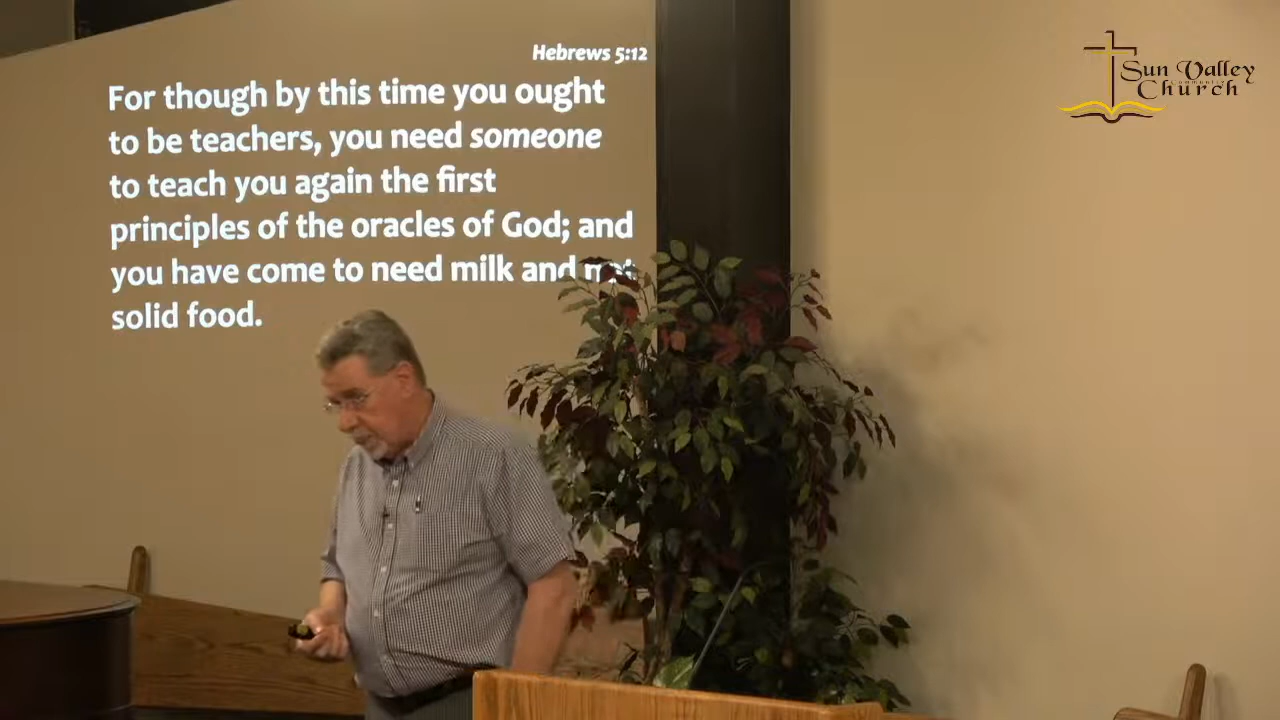 Hebrews 5:12
For though by this time you ought
to be teachers, you need someone
to teach you again the first
principles of the oracles of God; and
you have come to need milk and not
solid food.
Sun Valley
Community
Church